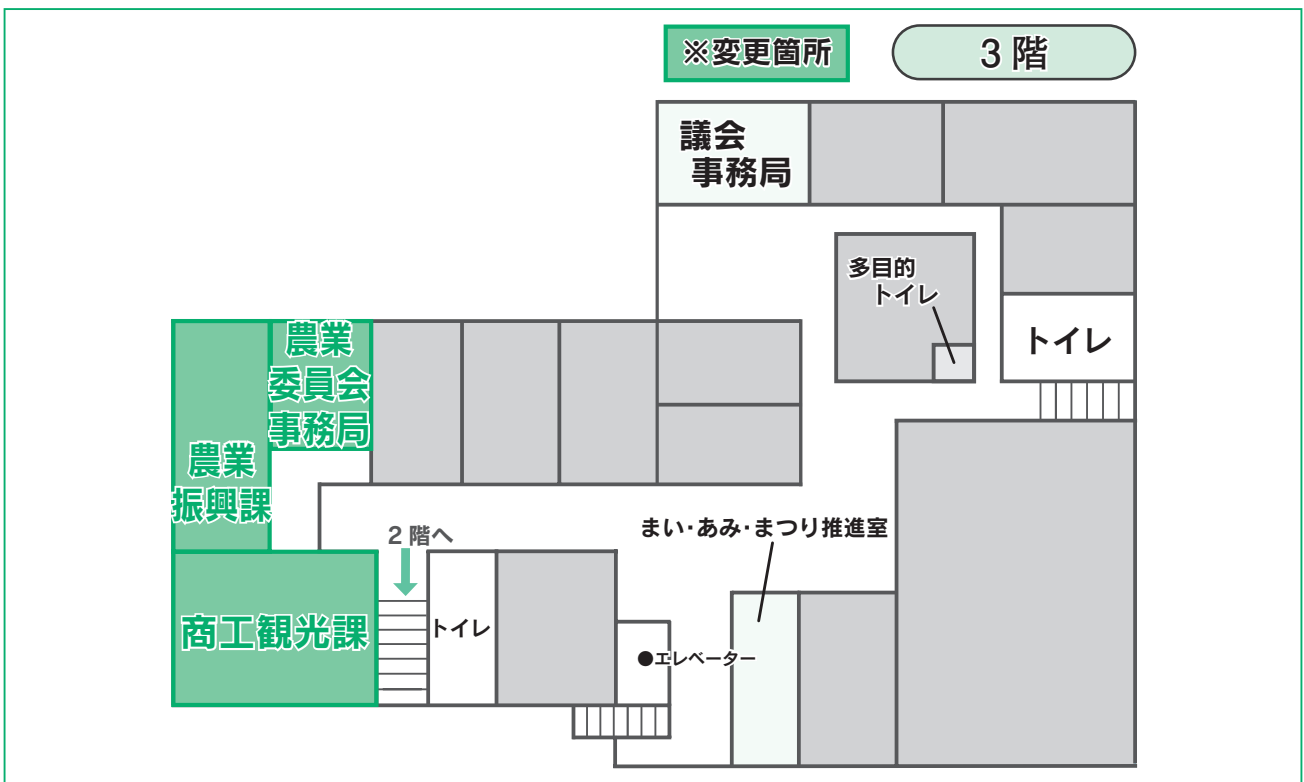 ※変更箇所
3階
議会
事務局
多目的
トイレ
トイレ
農業
委員会
事務局
農業
振興課
2階へ
まい・あみ・まつり推進室
商工観光課
トイレ
●エレベーター